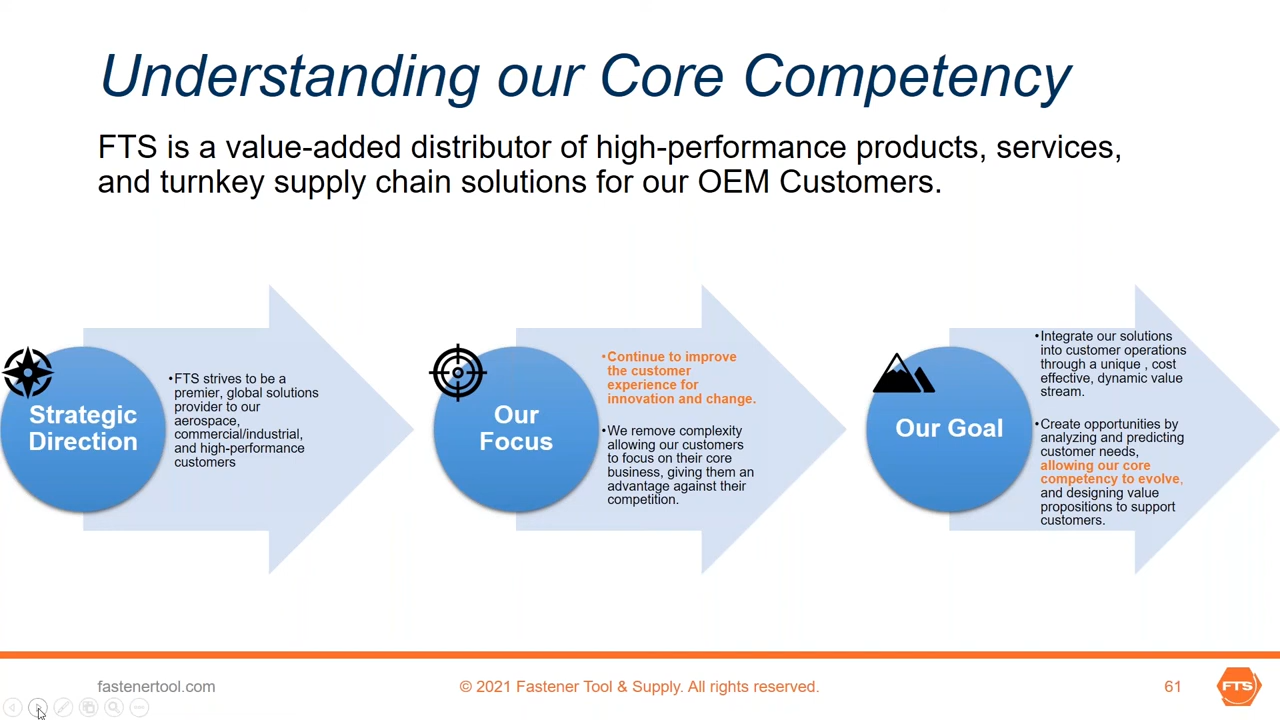 Understanding our Core Competency
FTS is a value-added distributor of high-performance products, services,
and turnkey supply chain solutions for our OEM Customers.
Strategic
Direction
•FTS strives to be a
premier, global solutions
provider to our
aerospace,
commercial/industrial,
and high-performance
customers
Our
Focus
•Continue to improve
the customer
experience for
innovation and change.
•We remove complexity
allowing our customers
to focus on their core
business, giving them an
advantage against their
competition.
Our Goal
•Integrate our solutions
into customer operations
through a unique , cost
effective, dynamic value
stream.
•Create opportunities by
analyzing and predicting
customer needs,
allowing our core
competency to evolve,
and designing value
propositions to support
customers.
fastenertool.com
© 2021 Fastener Tool & Supply. All rights reserved.
61
FTS